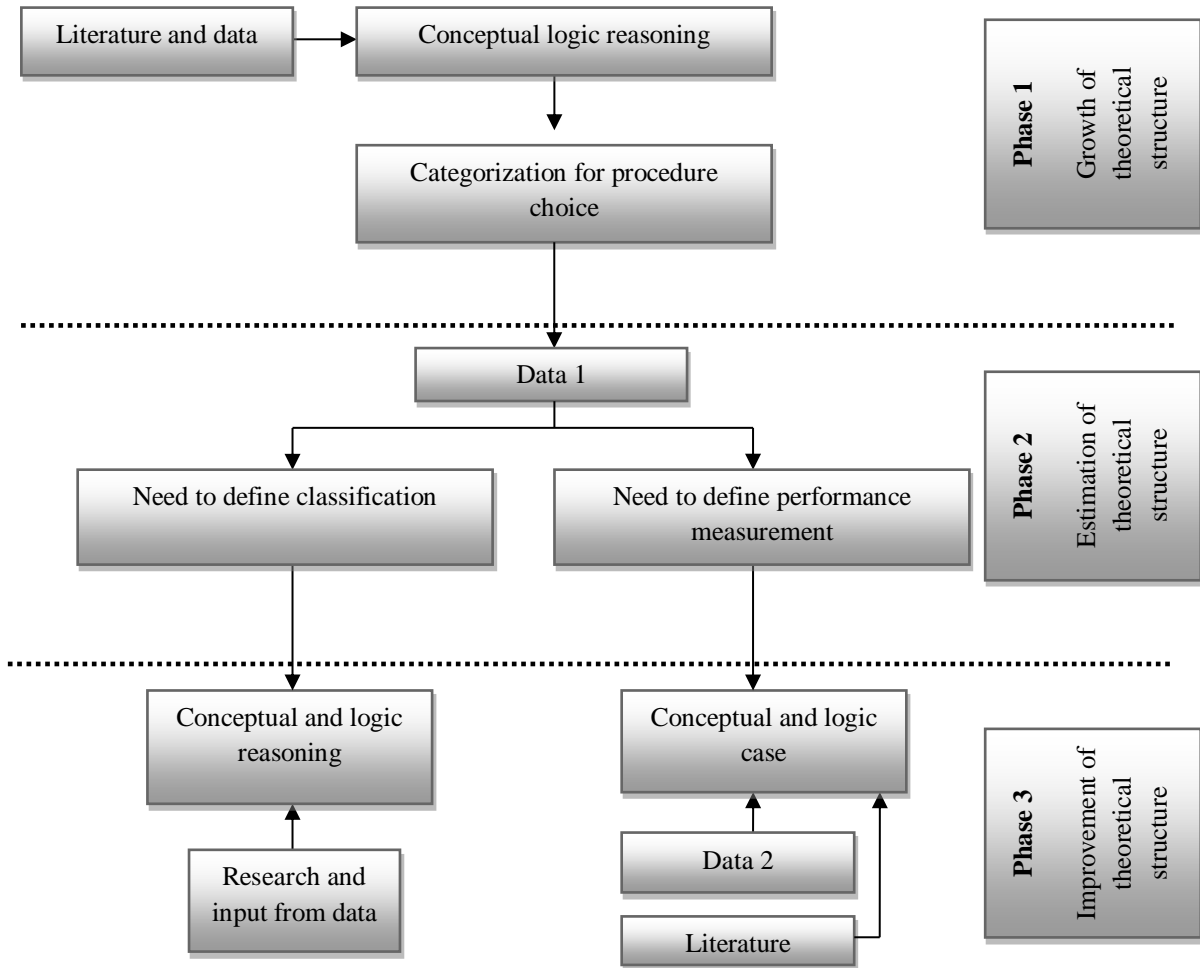 Literature and data
Conceptual logic reasoning
Categorization for procedure
choice
Phase 1
Growth of
theoretical
structure
Data 1
Need to define classification
Need to define performance
measurement
Phase 2
Estimation of
theoretical
structure
Conceptual and logic
reasoning
Conceptual and logic
case
Research and
input from data
Data 2
Literature
Phase 3
Improvement of
theoretical
structure